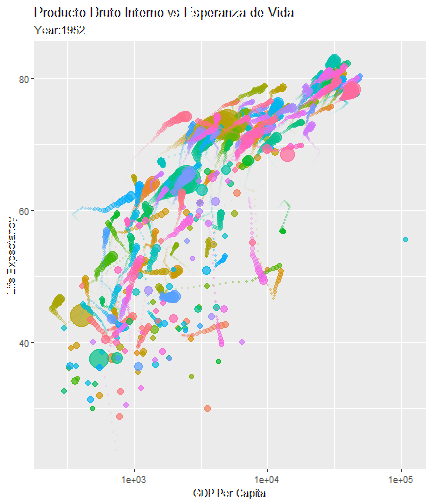 Producto Bruto Interno vs Esperanza de Vida
Year:1952
80
60
40
Life Expectancy
1e+03
1e+04
1e+05
GDP Per Capita